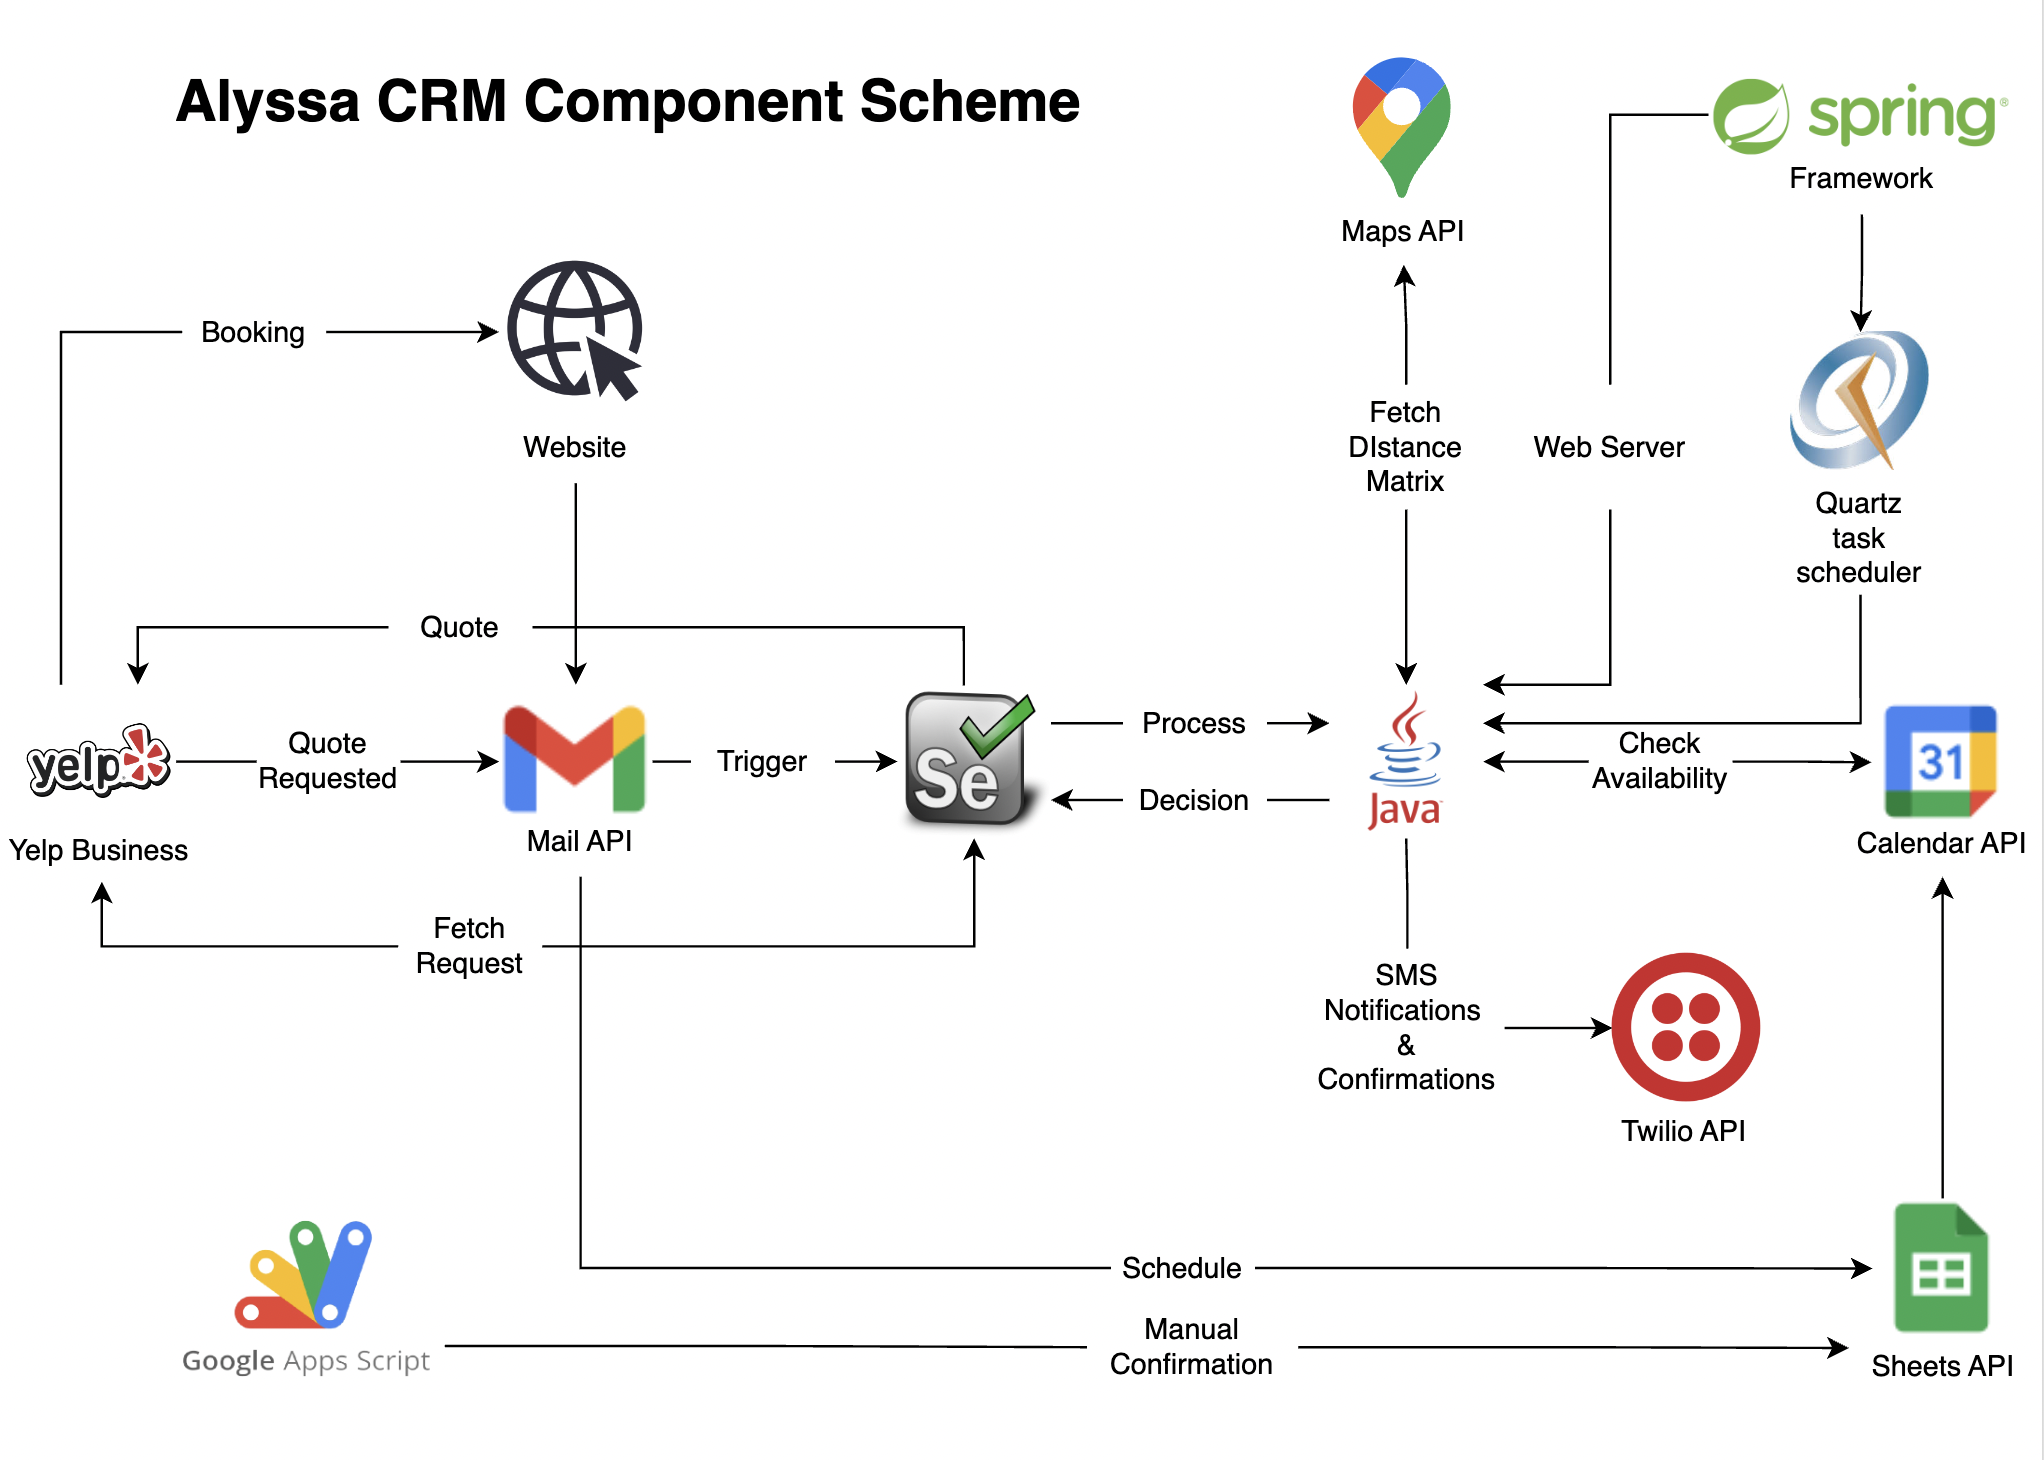 Alyssa CRM Component Scheme
Maps API
spring®
Framework
Booking
Website
Fetch
DIstance
Matrix
Web Server
Quartz
task
scheduler
Quote
yelp
Yelp Business
Quote
Requested
Mail API
Trigger
Se
Process
Decision
Java
Check
Availability
31
Calendar API
Fetch
Request
SMS
Notifications
&
Confirmations
Twilio API
Google Apps Script
Schedule
Manual
Confirmation
Sheets API